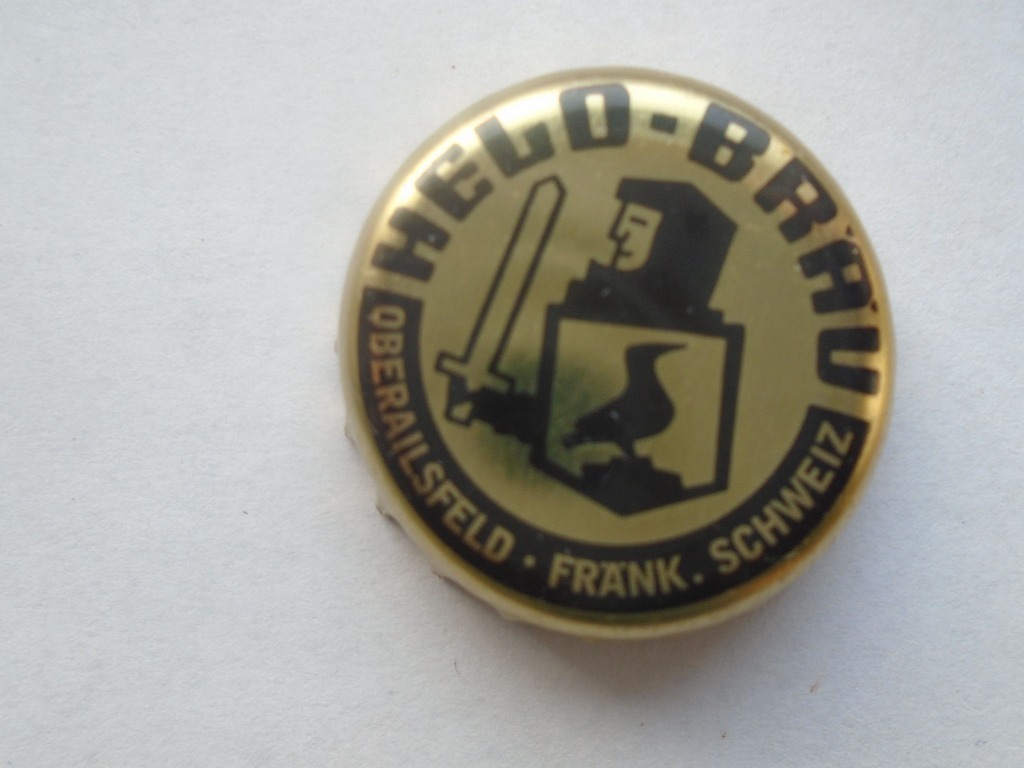 HELD-BRÄU
OBERAILSFELD · FRÄNK. SCHWEIZ